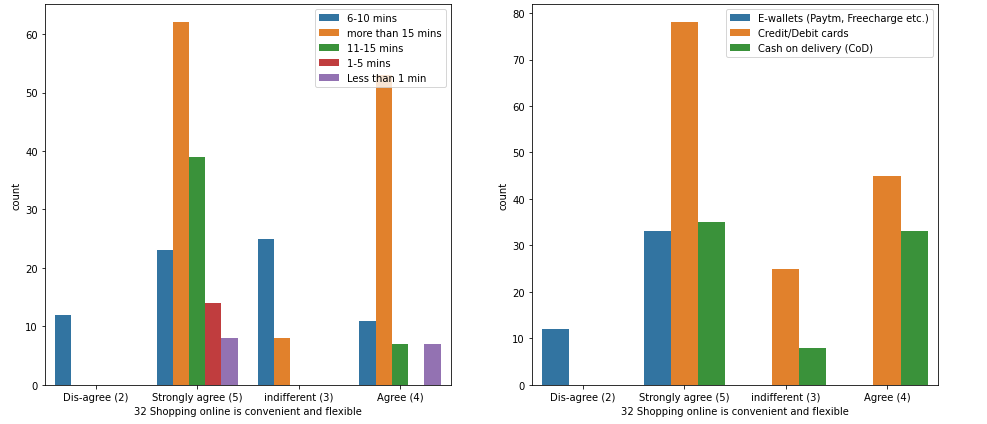 6-10 mins
more than 15 mins
11-15 mins
1-5 mins
Less than 1 min
60
50
40
30
20
10
0
count
Dis-agree (2) Strongly agree (5) indifferent (3) Agree (4)
32 Shopping online is convenient and flexible
E-wallets (Paytm, Freecharge etc.)
Credit/Debit cards
Cash on delivery (CoD)
80
70
60
50
40
30
20
10
0
count
Dis-agree (2) Strongly agree (5) indifferent (3) Agree (4)
32 Shopping online is convenient and flexible